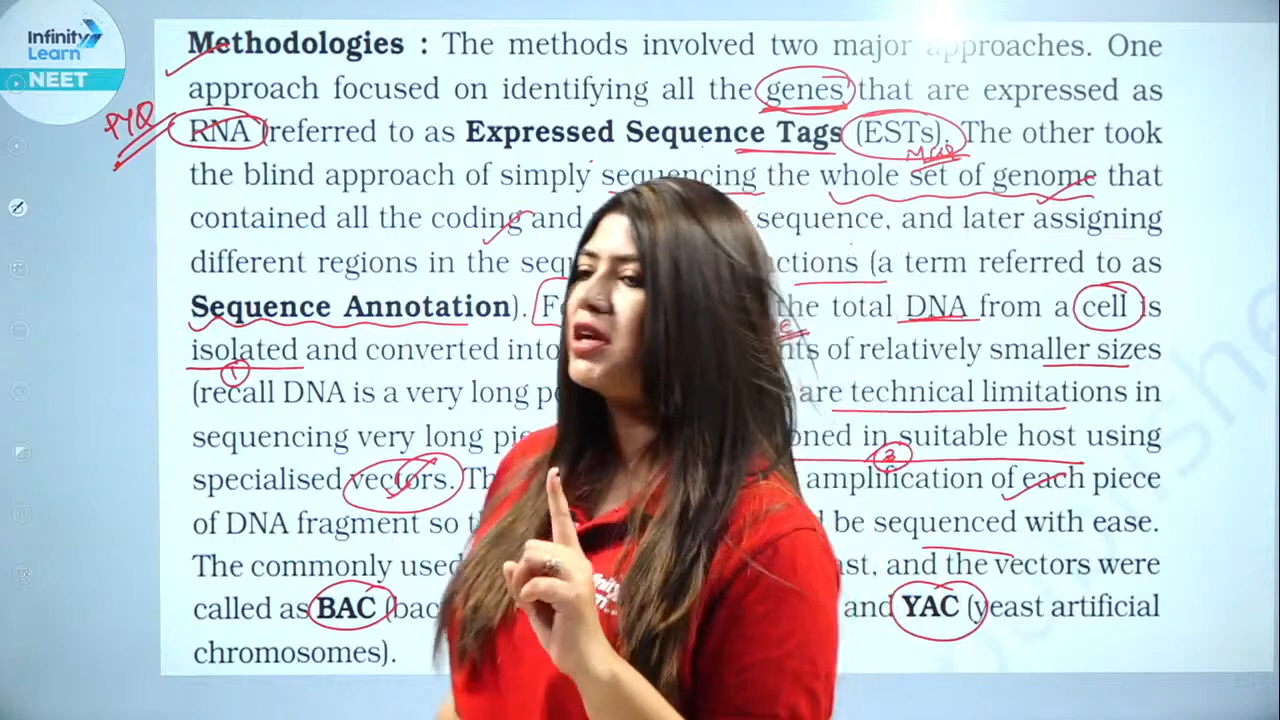 Infinity
Learn
NEET
Methodologies : The methods involved two major approaches. One
approach focused on identifying all the genes that are expressed as
PYQ
RNA (referred to as Expressed Sequence Tags (ESTs). The other took
the blind approach of simply sequencing the whole set of genome that
contained all the coding and sequence, and later assigning
different regions in the seq ctions (a term referred to as
Sequence Annotation). F the total DNA from a cell is
isolated and converted into nts of relatively smaller sizes
1
(recall DNA is a very long p are technical limitations in
sequencing very long pie oned in suitable host using
specialised vectors. Th amplification of each piece
of DNA fragment so t d be sequenced with ease.
The commonly used ast, and the vectors were
called as BAC (bac and YAC (yeast artificial
chromosomes).